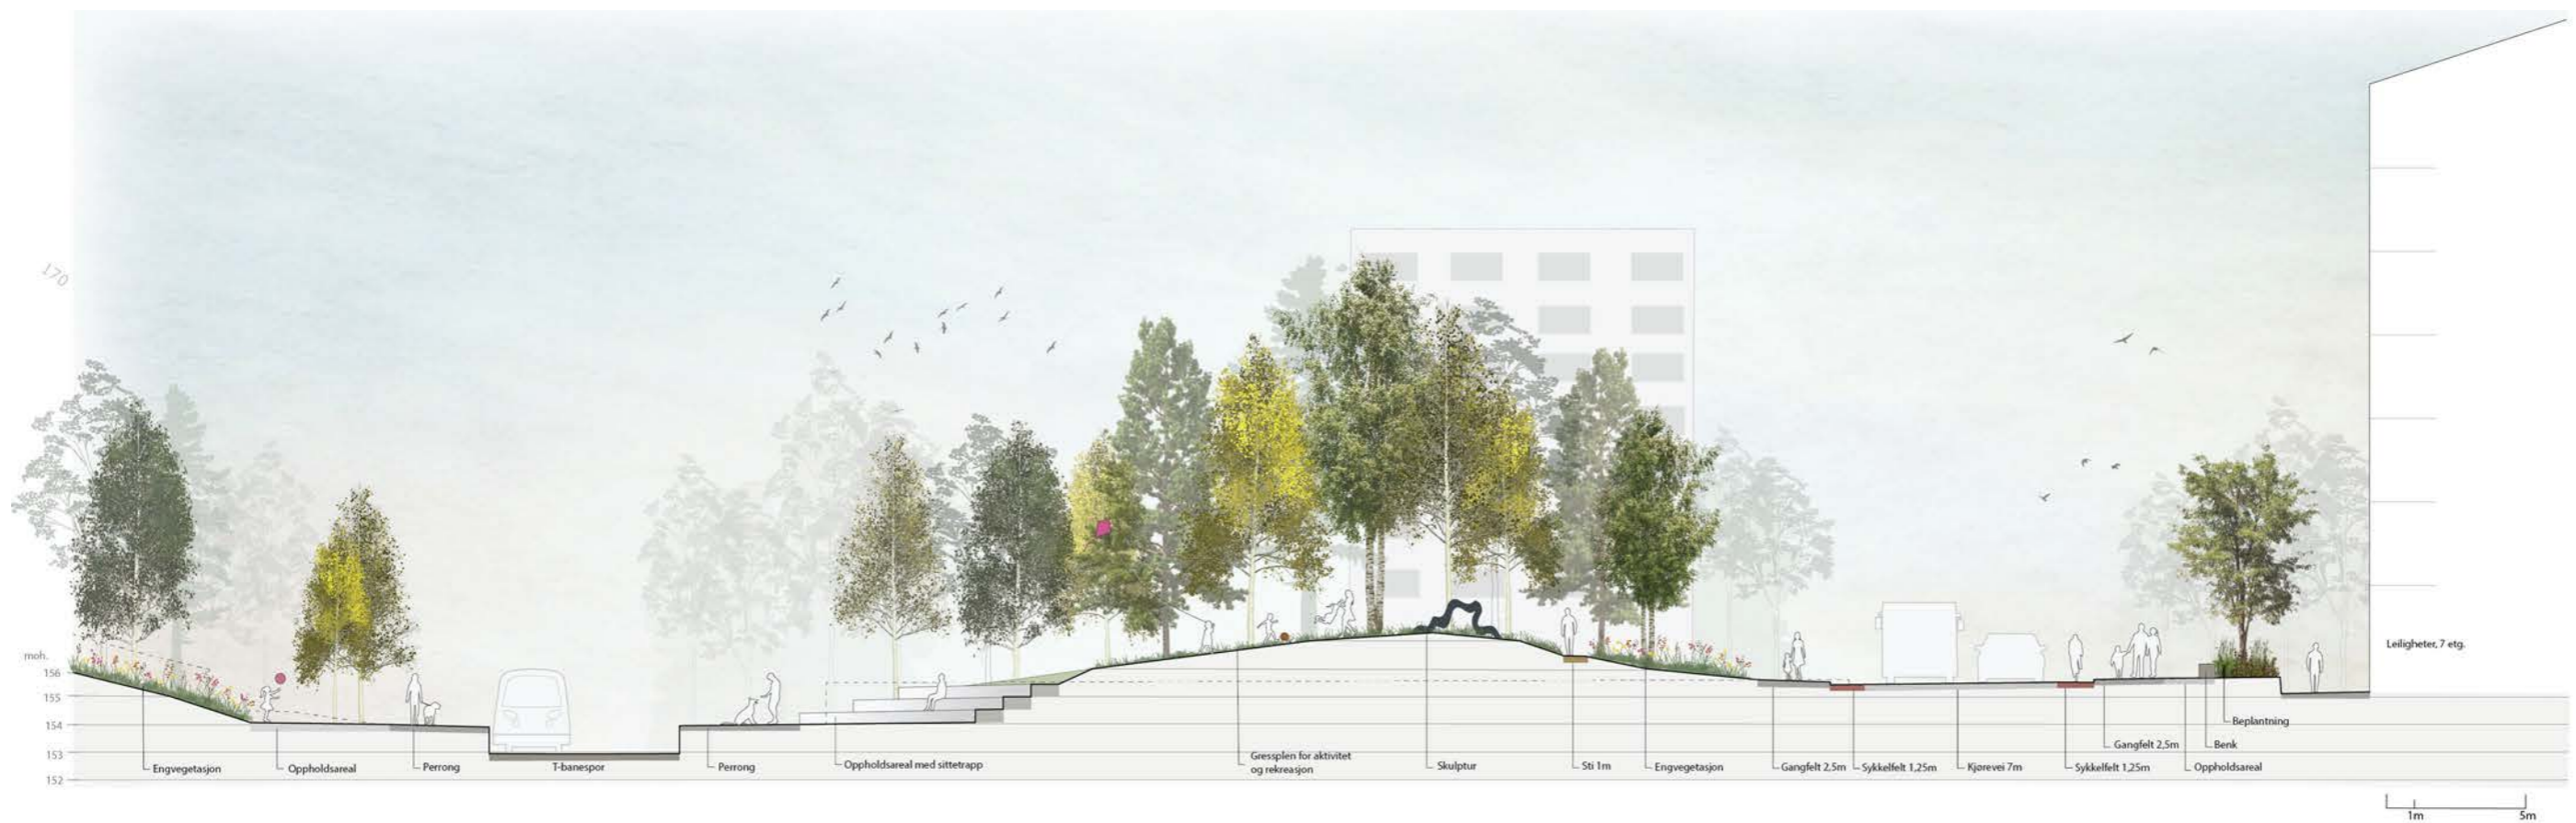 170
moh.
156
155
154
153
152
Engvegetasjon
Oppholdsareal
Perrong
T-banespor
Perrong
Oppholdsareal med sittetrapp
Gressplen for aktivitet
og rekreasjon
Skulptur
Sti 1m
Engvegetasjon
Gangfelt 2,5m
Sykkelfelt 1,25m
Kjørevei 7m
Sykkelfelt 1,25m
Gangfelt 2,5m
Oppholdsareal
Benk
Beplantning
Leiligheter, 7 etg.
1m
5m